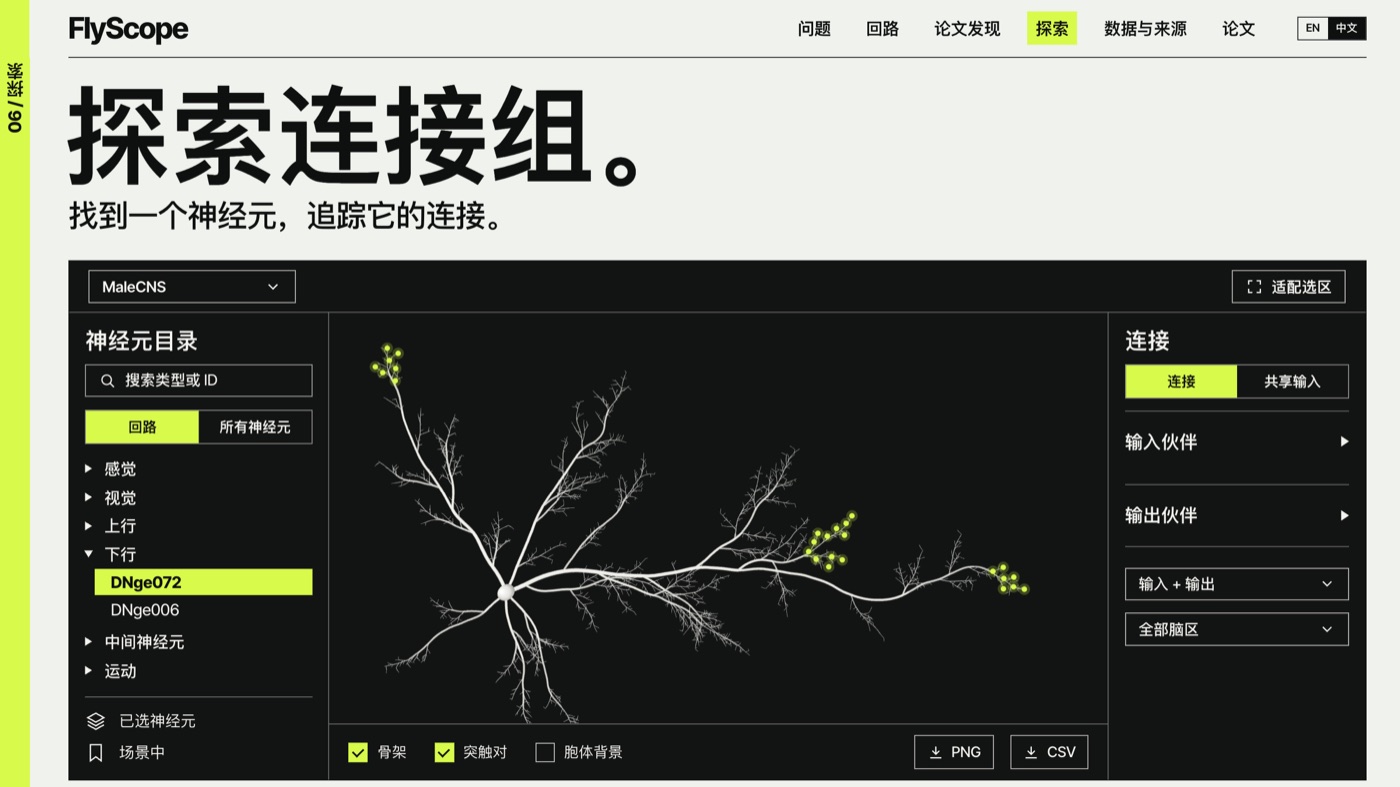 FlyScope
问题
回路
论文发现
探索
数据与来源
论文
EN
中文
06 / 探索
探索连接组。
找到一个神经元，追踪它的连接。
MaleCNS
适配选区
神经元目录
搜索类型或 ID
回路
所有神经元
感觉
视觉
上行
下行
DNge072
DNge006
中间神经元
运动
已选神经元
场景中
骨架
突触对
胞体背景
PNG
CSV
连接
连接
共享输入
输入伙伴
输出伙伴
输入 + 输出
全部脑区